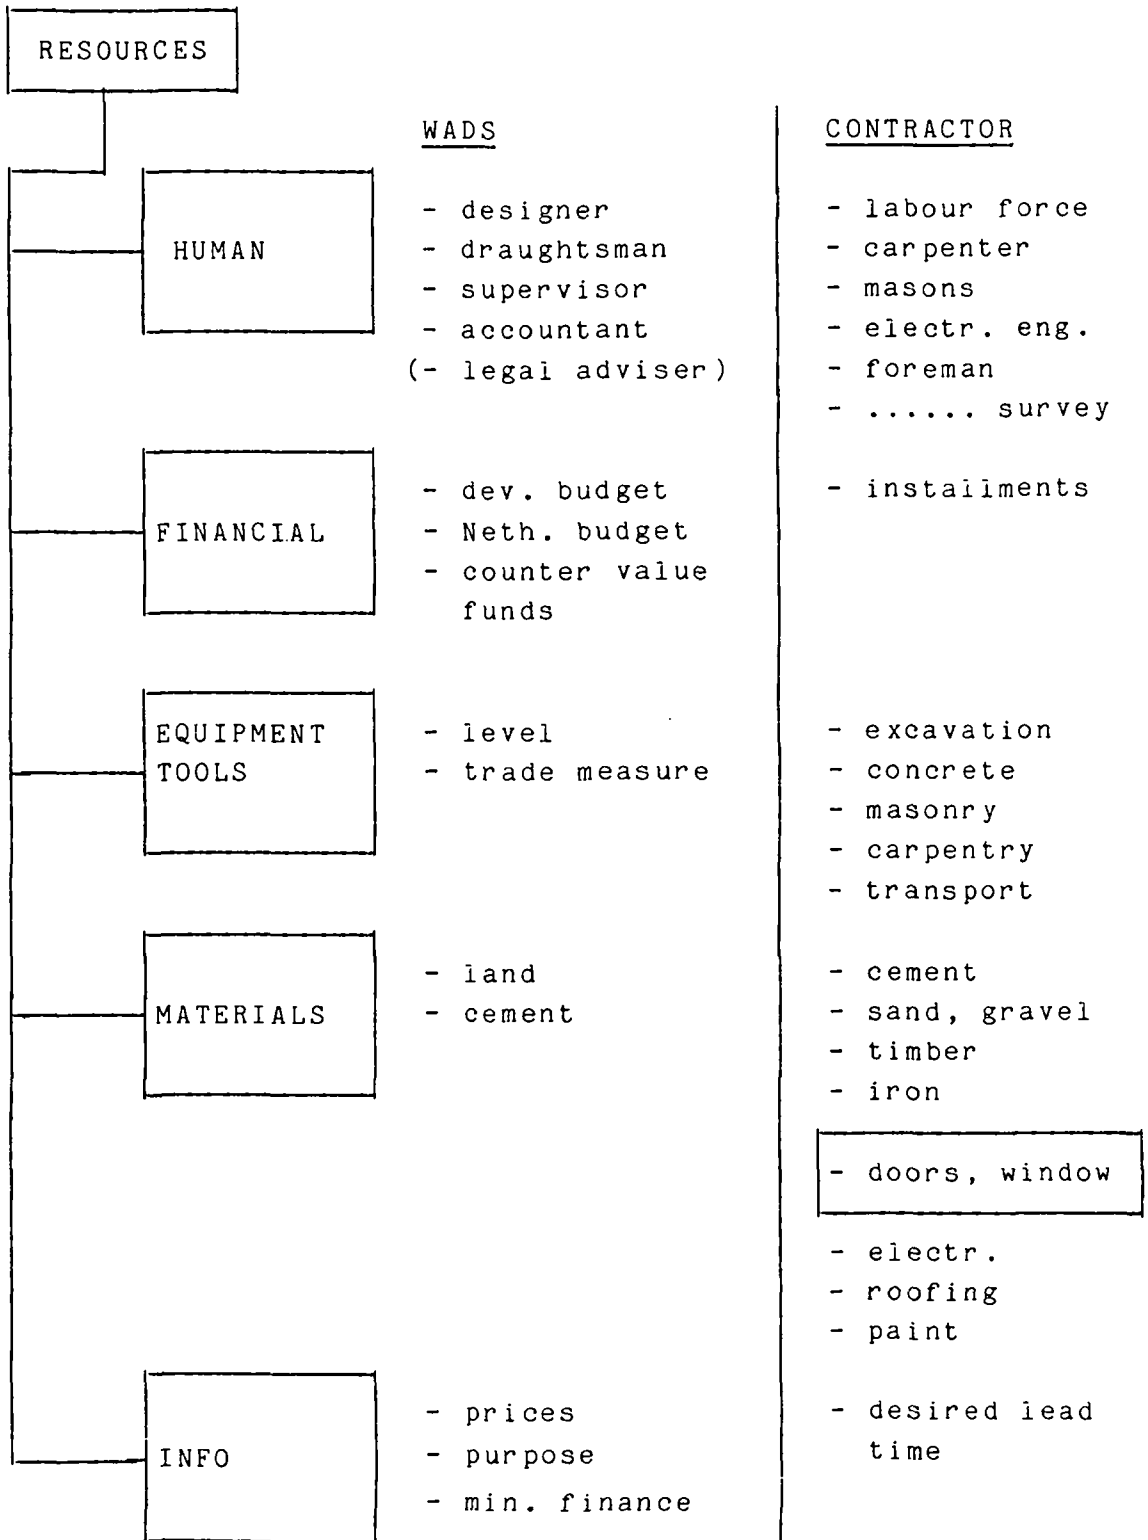 RESOURCES
WADS
CONTRACTOR
HUMAN
- designer
- draughtsman
- supervisor
- accountant
(- legal adviser)
- labour force
- carpenter
- masons
- electr. eng.
- foreman
- ...... survey
FINANCIAL
- dev. budget
- Neth. budget
- counter value
funds
- installments
EQUIPMENT
TOOLS
- level
- trade measure
- excavation
- concrete
- masonry
- carpentry
- transport
MATERIALS
- land
- cement
- cement
- sand, gravel
- timber
- iron
- doors, window
- electr.
- roofing
- paint
INFO
- prices
- purpose
- min. finance
- desired lead
time